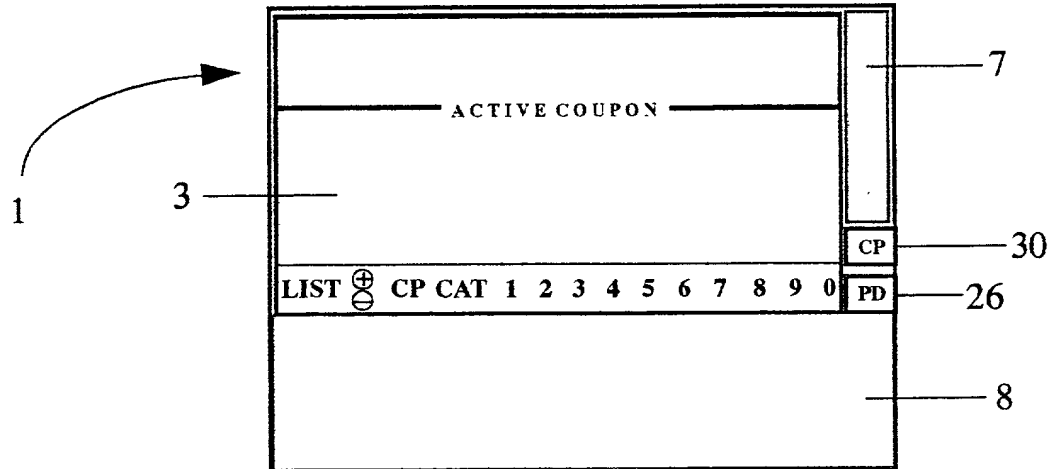 7
ACTIVE COUPON
1
3
CP
30
LIST ⊕ ⊖ CP CAT 1 2 3 4 5 6 7 8 9 0
PD
26
8